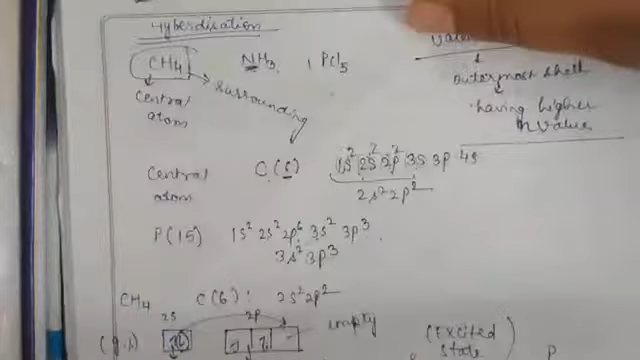 Hyberdisation
CH4 NH3, , PCl5
outermost shell
Central atom
surrounding
having higher n value
Central atom
C(6) 1s² 2s² 2p² 3s 3p 4s
2s² 2p²
P(15) 1s² 2s² 2p⁶ 3s² 3p³
3s² 3p³
CH4 C(6): 2s² 2p²
2s 2p
empty
(Excited state)